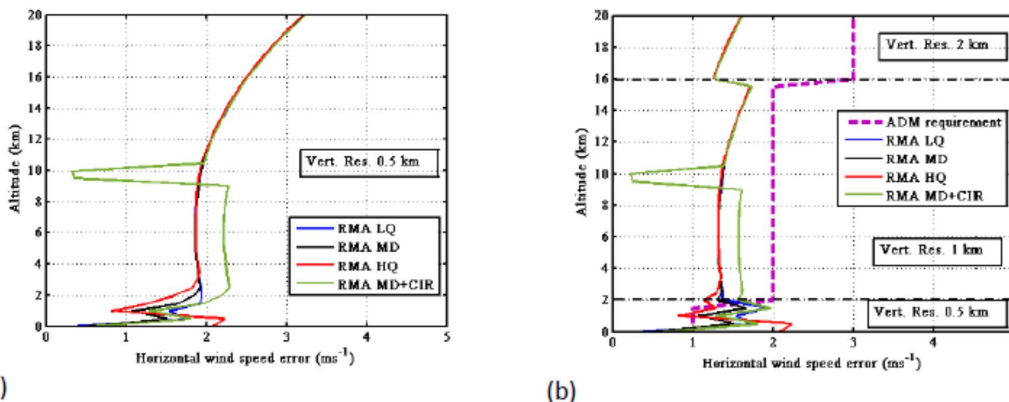 20
18
16
14
12
10
8
6
4
2
0
Altitude (km)
Vert. Res. 0.5 km
RMA LQ
RMA MD
RMA HQ
RMA MD+CIR
0 1 2 3 4 5
Horizontal wind speed error (ms⁻¹)
)
20
18
16
14
12
10
8
6
4
2
0
Altitude (km)
Vert. Res. 2 km
ADM requirement
RMA LQ
RMA MD
RMA HQ
RMA MD+CIR
Vert. Res. 1 km
Vert. Res. 0.5 km
0 1 2 3 4
Horizontal wind speed error (ms⁻¹)
(b)